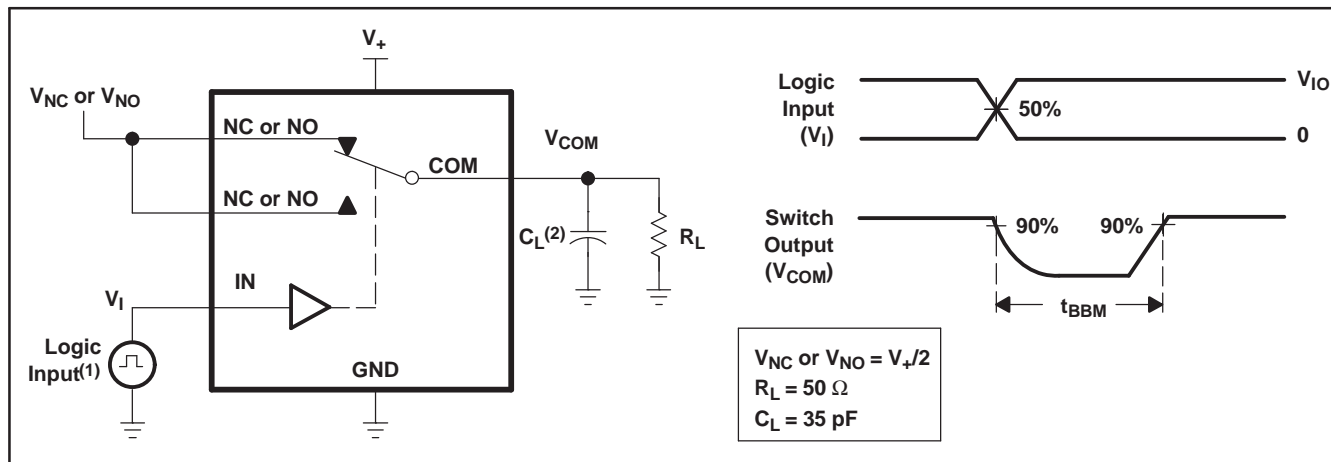 V+
VNC or VNO
NC or NO
VCOM
COM
NC or NO
CL(2)
RL
IN
VI
Logic
Input(1)
GND
Logic
Input
(VI)
50%
VIO
0
Switch
Output
(VCOM)
90%
90%
tBBM
VNC or VNO = V+/2
RL = 50 Ω
CL = 35 pF